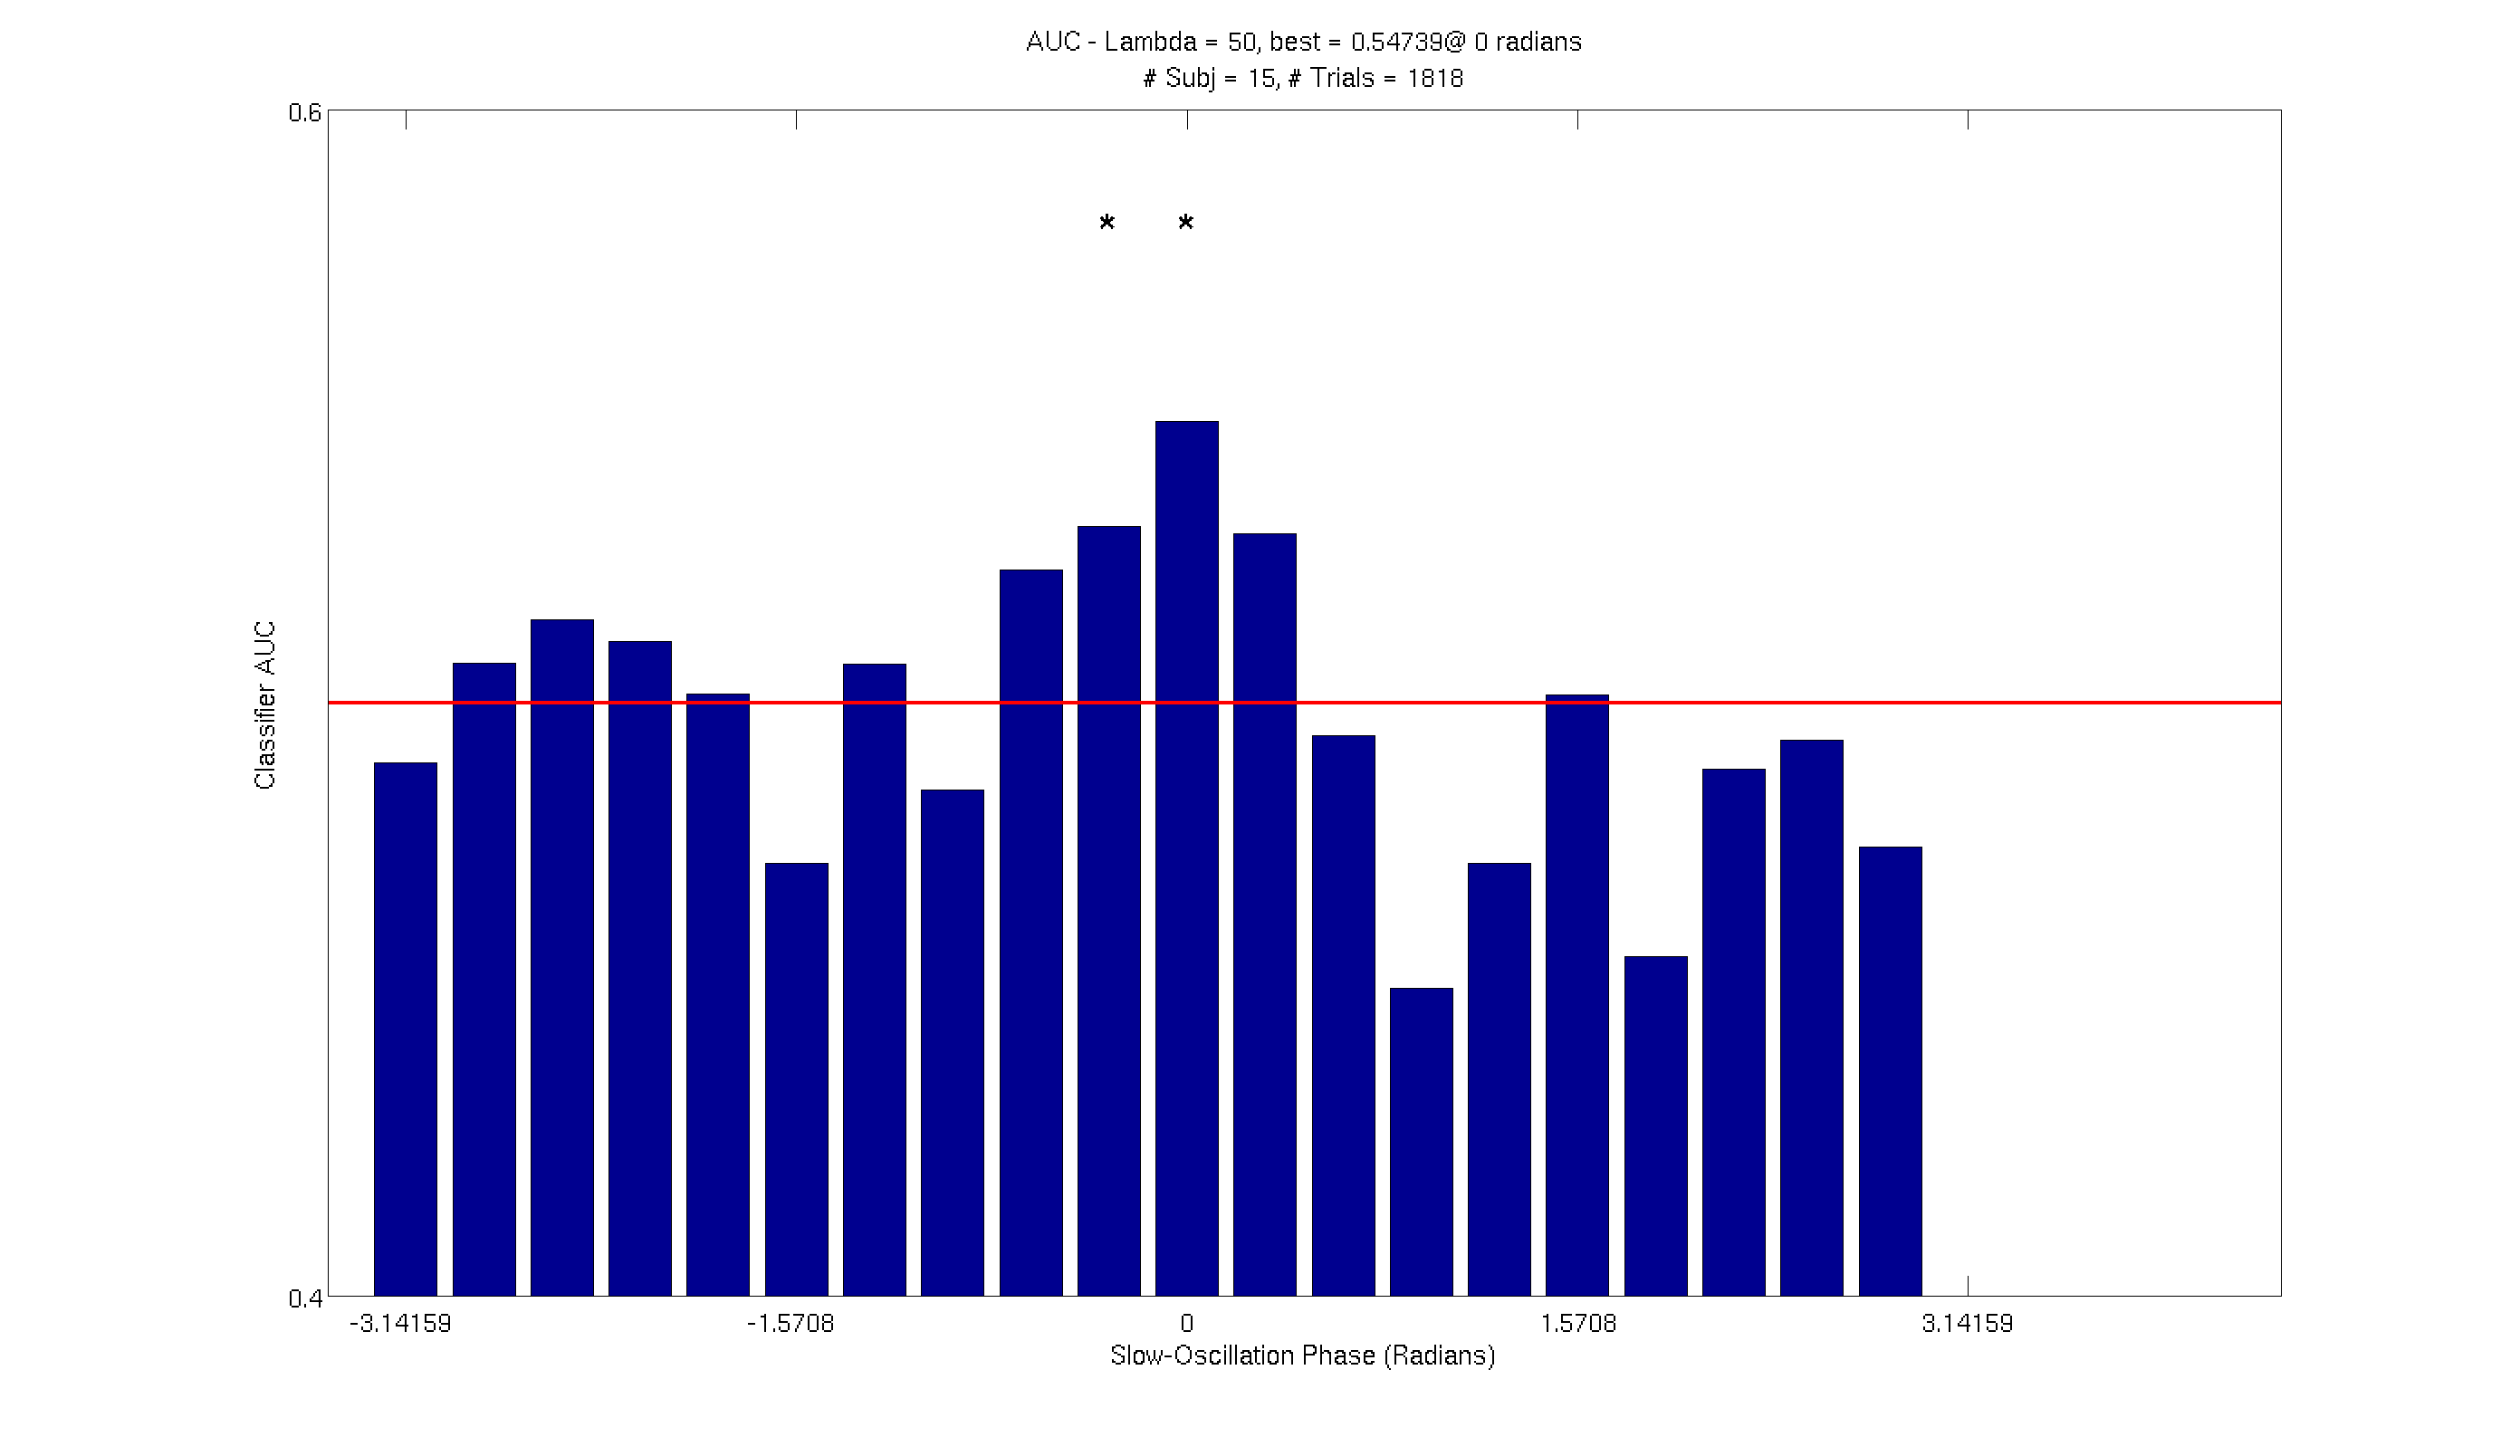 AUC - Lambda = 50, best = 0.54739@ 0 radians
# Subj = 15, # Trials = 1818
0.6
* *
Classifier AUC
0.4
-3.14159 -1.5708 0 1.5708 3.14159
Slow-Oscillation Phase (Radians)